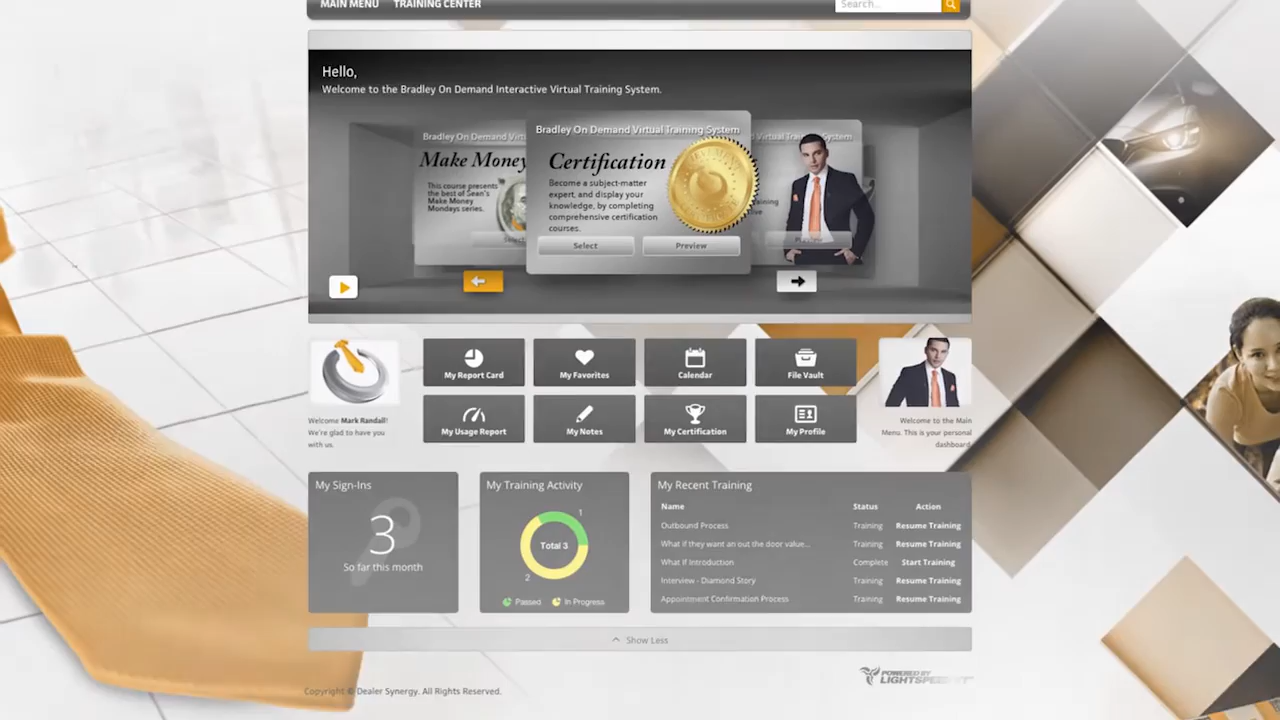 MAIN MENU
TRAINING CENTER
Search...
Hello,
Welcome to the Bradley On Demand Interactive Virtual Training System.
Bradley On Demand Virt
Make Money
This course presents
the best of Sean's
Make Money
Mondays series.
Select
Bradley On Demand Virtual Training System
Certification
Become a subject-matter
expert, and display your
knowledge, by completing
comprehensive certification
courses.
Select
Preview
Virtual Training System
Preview
My Report Card
My Favorites
Calendar
File Vault
My Usage Report
My Notes
My Certification
My Profile
Welcome Mark Randall!
We're glad to have you
with us.
Welcome to the Main
Menu. This is your personal
dashboard.
My Sign-Ins
3
So far this month
My Training Activity
1
Total 3
2
Passed
In Progress
My Recent Training
Name Status Action
Outbound Process Training Resume Training
What if they want an out the door value... Training Resume Training
What If Introduction Complete Start Training
Interview - Diamond Story Training Resume Training
Appointment Confirmation Process Training Resume Training
Show Less
Copyright © Dealer Synergy. All Rights Reserved.
POWERED BY